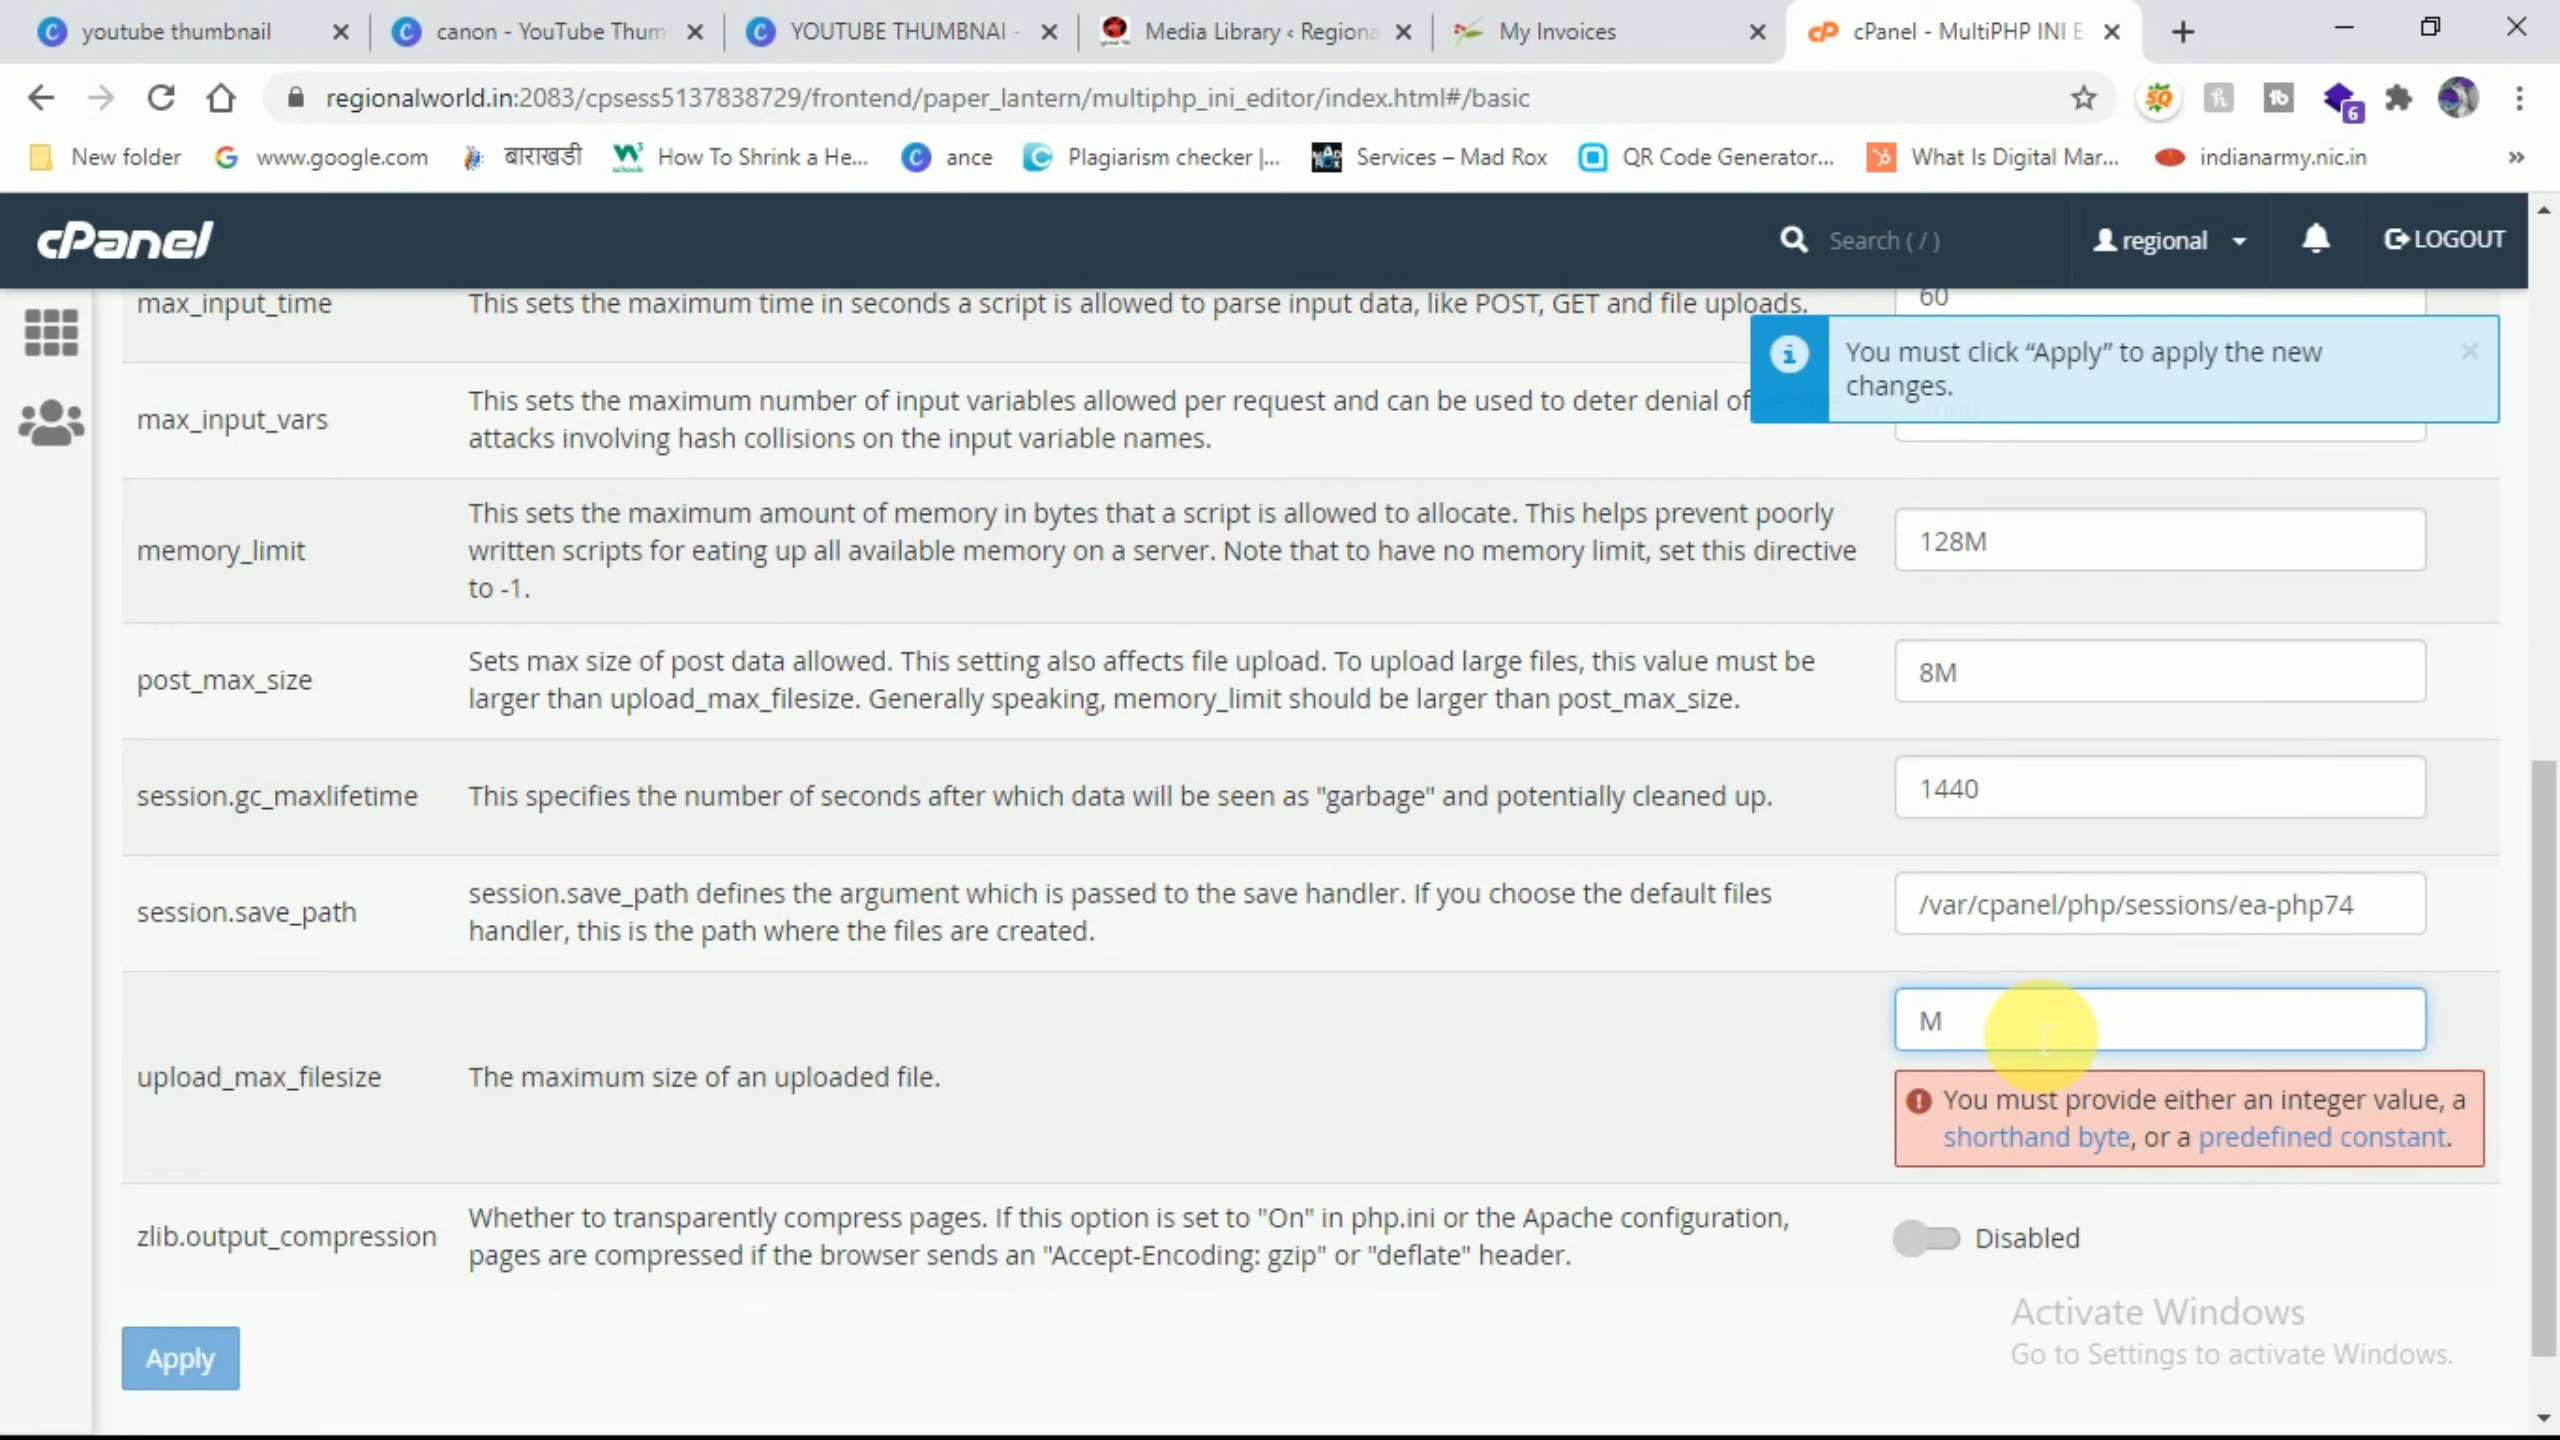 youtube thumbnail
canon - YouTube Thum
YOUTUBE THUMBNAI -
Media Library ‹ Regiona
My Invoices
cPanel - MultiPHP INI E
regionalworld.in:2083/cpsess5137838729/frontend/paper_lantern/multiphp_ini_editor/index.html#/basic
6
New folder
www.google.com
बाराखडी
How To Shrink a He...
ance
Plagiarism checker |...
Services – Mad Rox
QR Code Generator...
What Is Digital Mar...
indianarmy.nic.in
»
cPanel
Search ( / )
regional
LOGOUT
max_input_time
This sets the maximum time in seconds a script is allowed to parse input data, like POST, GET and file uploads.
60
You must click “Apply” to apply the new
changes.
max_input_vars
This sets the maximum number of input variables allowed per request and can be used to deter denial of
attacks involving hash collisions on the input variable names.
memory_limit
This sets the maximum amount of memory in bytes that a script is allowed to allocate. This helps prevent poorly
written scripts for eating up all available memory on a server. Note that to have no memory limit, set this directive
to -1.
128M
post_max_size
Sets max size of post data allowed. This setting also affects file upload. To upload large files, this value must be
larger than upload_max_filesize. Generally speaking, memory_limit should be larger than post_max_size.
8M
session.gc_maxlifetime
This specifies the number of seconds after which data will be seen as "garbage" and potentially cleaned up.
1440
session.save_path
session.save_path defines the argument which is passed to the save handler. If you choose the default files
handler, this is the path where the files are created.
/var/cpanel/php/sessions/ea-php74
upload_max_filesize
The maximum size of an uploaded file.
M
You must provide either an integer value, a
shorthand byte, or a predefined constant.
zlib.output_compression
Whether to transparently compress pages. If this option is set to "On" in php.ini or the Apache configuration,
pages are compressed if the browser sends an "Accept-Encoding: gzip" or "deflate" header.
Disabled
Apply
Activate Windows
Go to Settings to activate Windows.